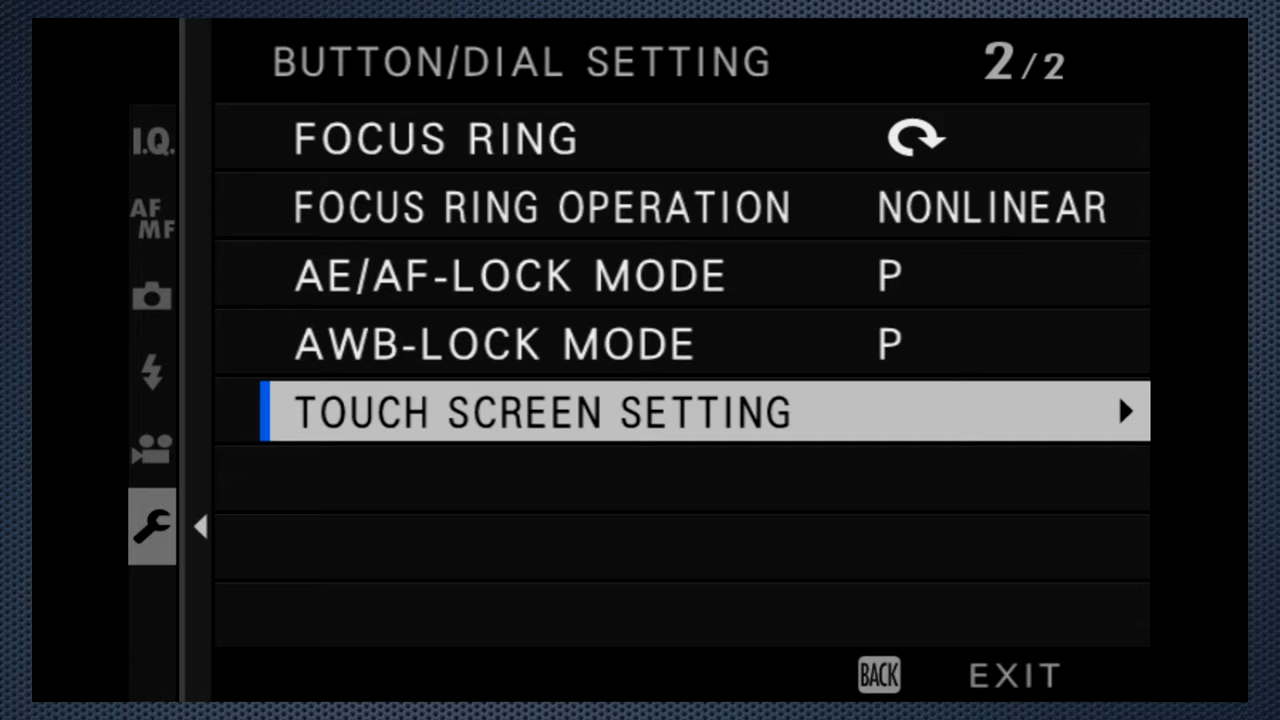 BUTTON/DIAL SETTING 2/2
I.Q.
FOCUS RING
AF
MF
FOCUS RING OPERATION NONLINEAR
AE/AF-LOCK MODE P
AWB-LOCK MODE P
TOUCH SCREEN SETTING
BACK EXIT